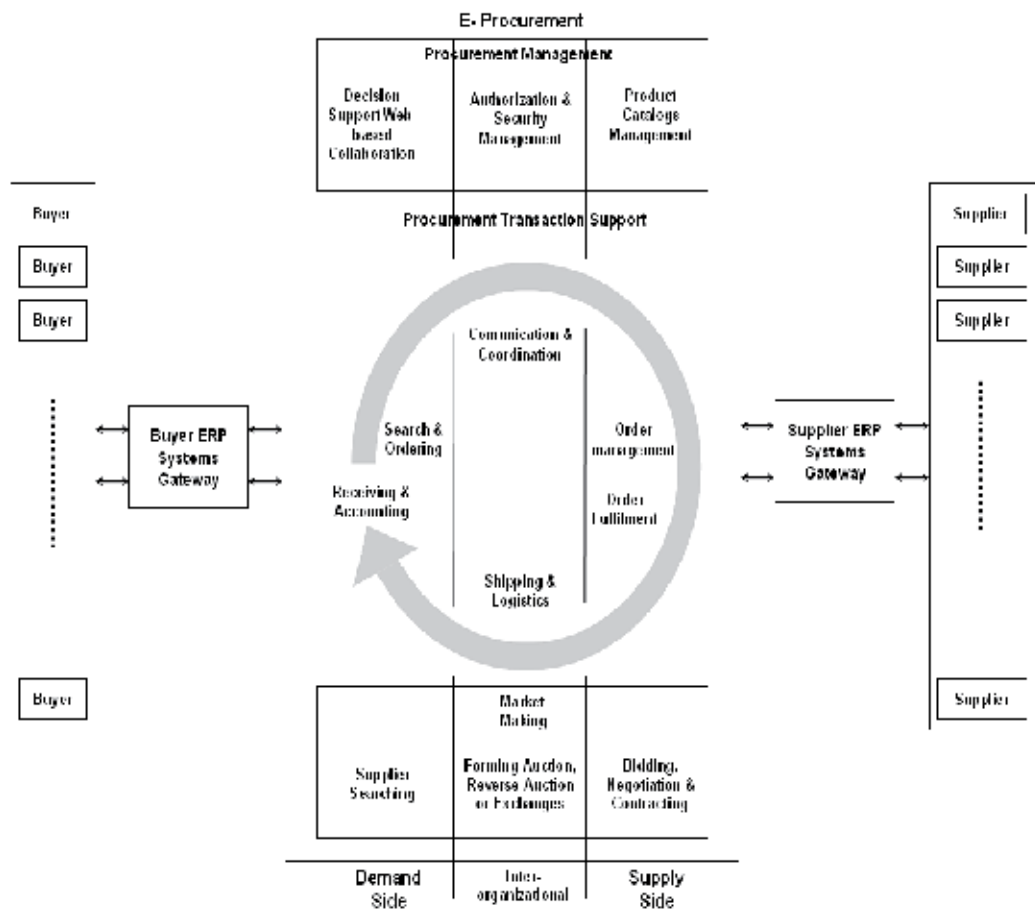 E- Procurement
Procurement Management
Decision
Support Web
based
Collaboration
Authorization &
Security
Management
Product
Catalogs
Management
Procurement Transaction Support
Buyer
Buyer
Buyer
Buyer
Buyer ERP
Systems
Gateway
Comunication &
Coordination
Search &
Ordering
Receiving &
Accounting
Order
management
Order
Fulfilment
Shipping &
Logistics
Supplier ERP
Systems
Gateway
Supplier
Supplier
Supplier
Supplier
Market
Making
Supplier
Searching
Forming Auction,
Reverse Auction
or Exchanges
Negotiation &
Contracting
Demand
Side
Inter-
organizational
Supply
Side